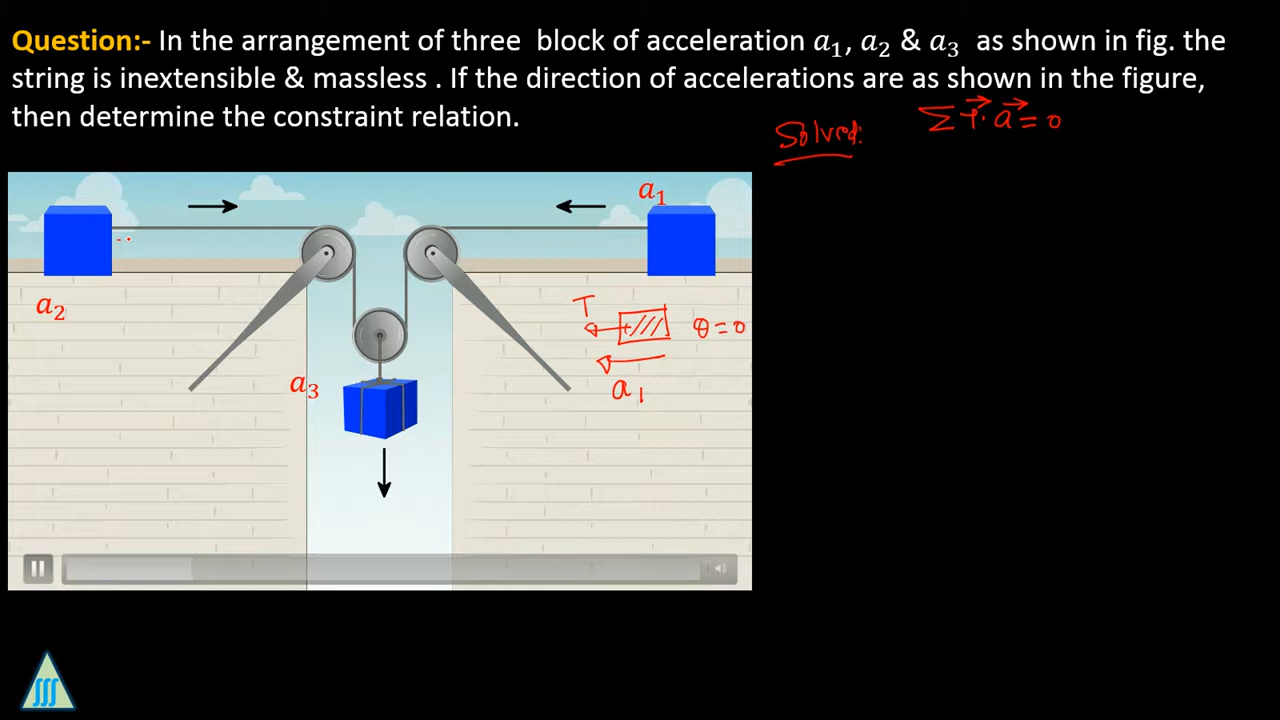 Question:- In the arrangement of three block of acceleration a₁, a₂ & a₃ as shown in fig. the
string is inextensible & massless . If the direction of accelerations are as shown in the figure,
then determine the constraint relation.
Solved:
∑ T⃗· a⃗ = 0
a₁
a₂
T
θ = 0
a₁
a₃
∫∫∫